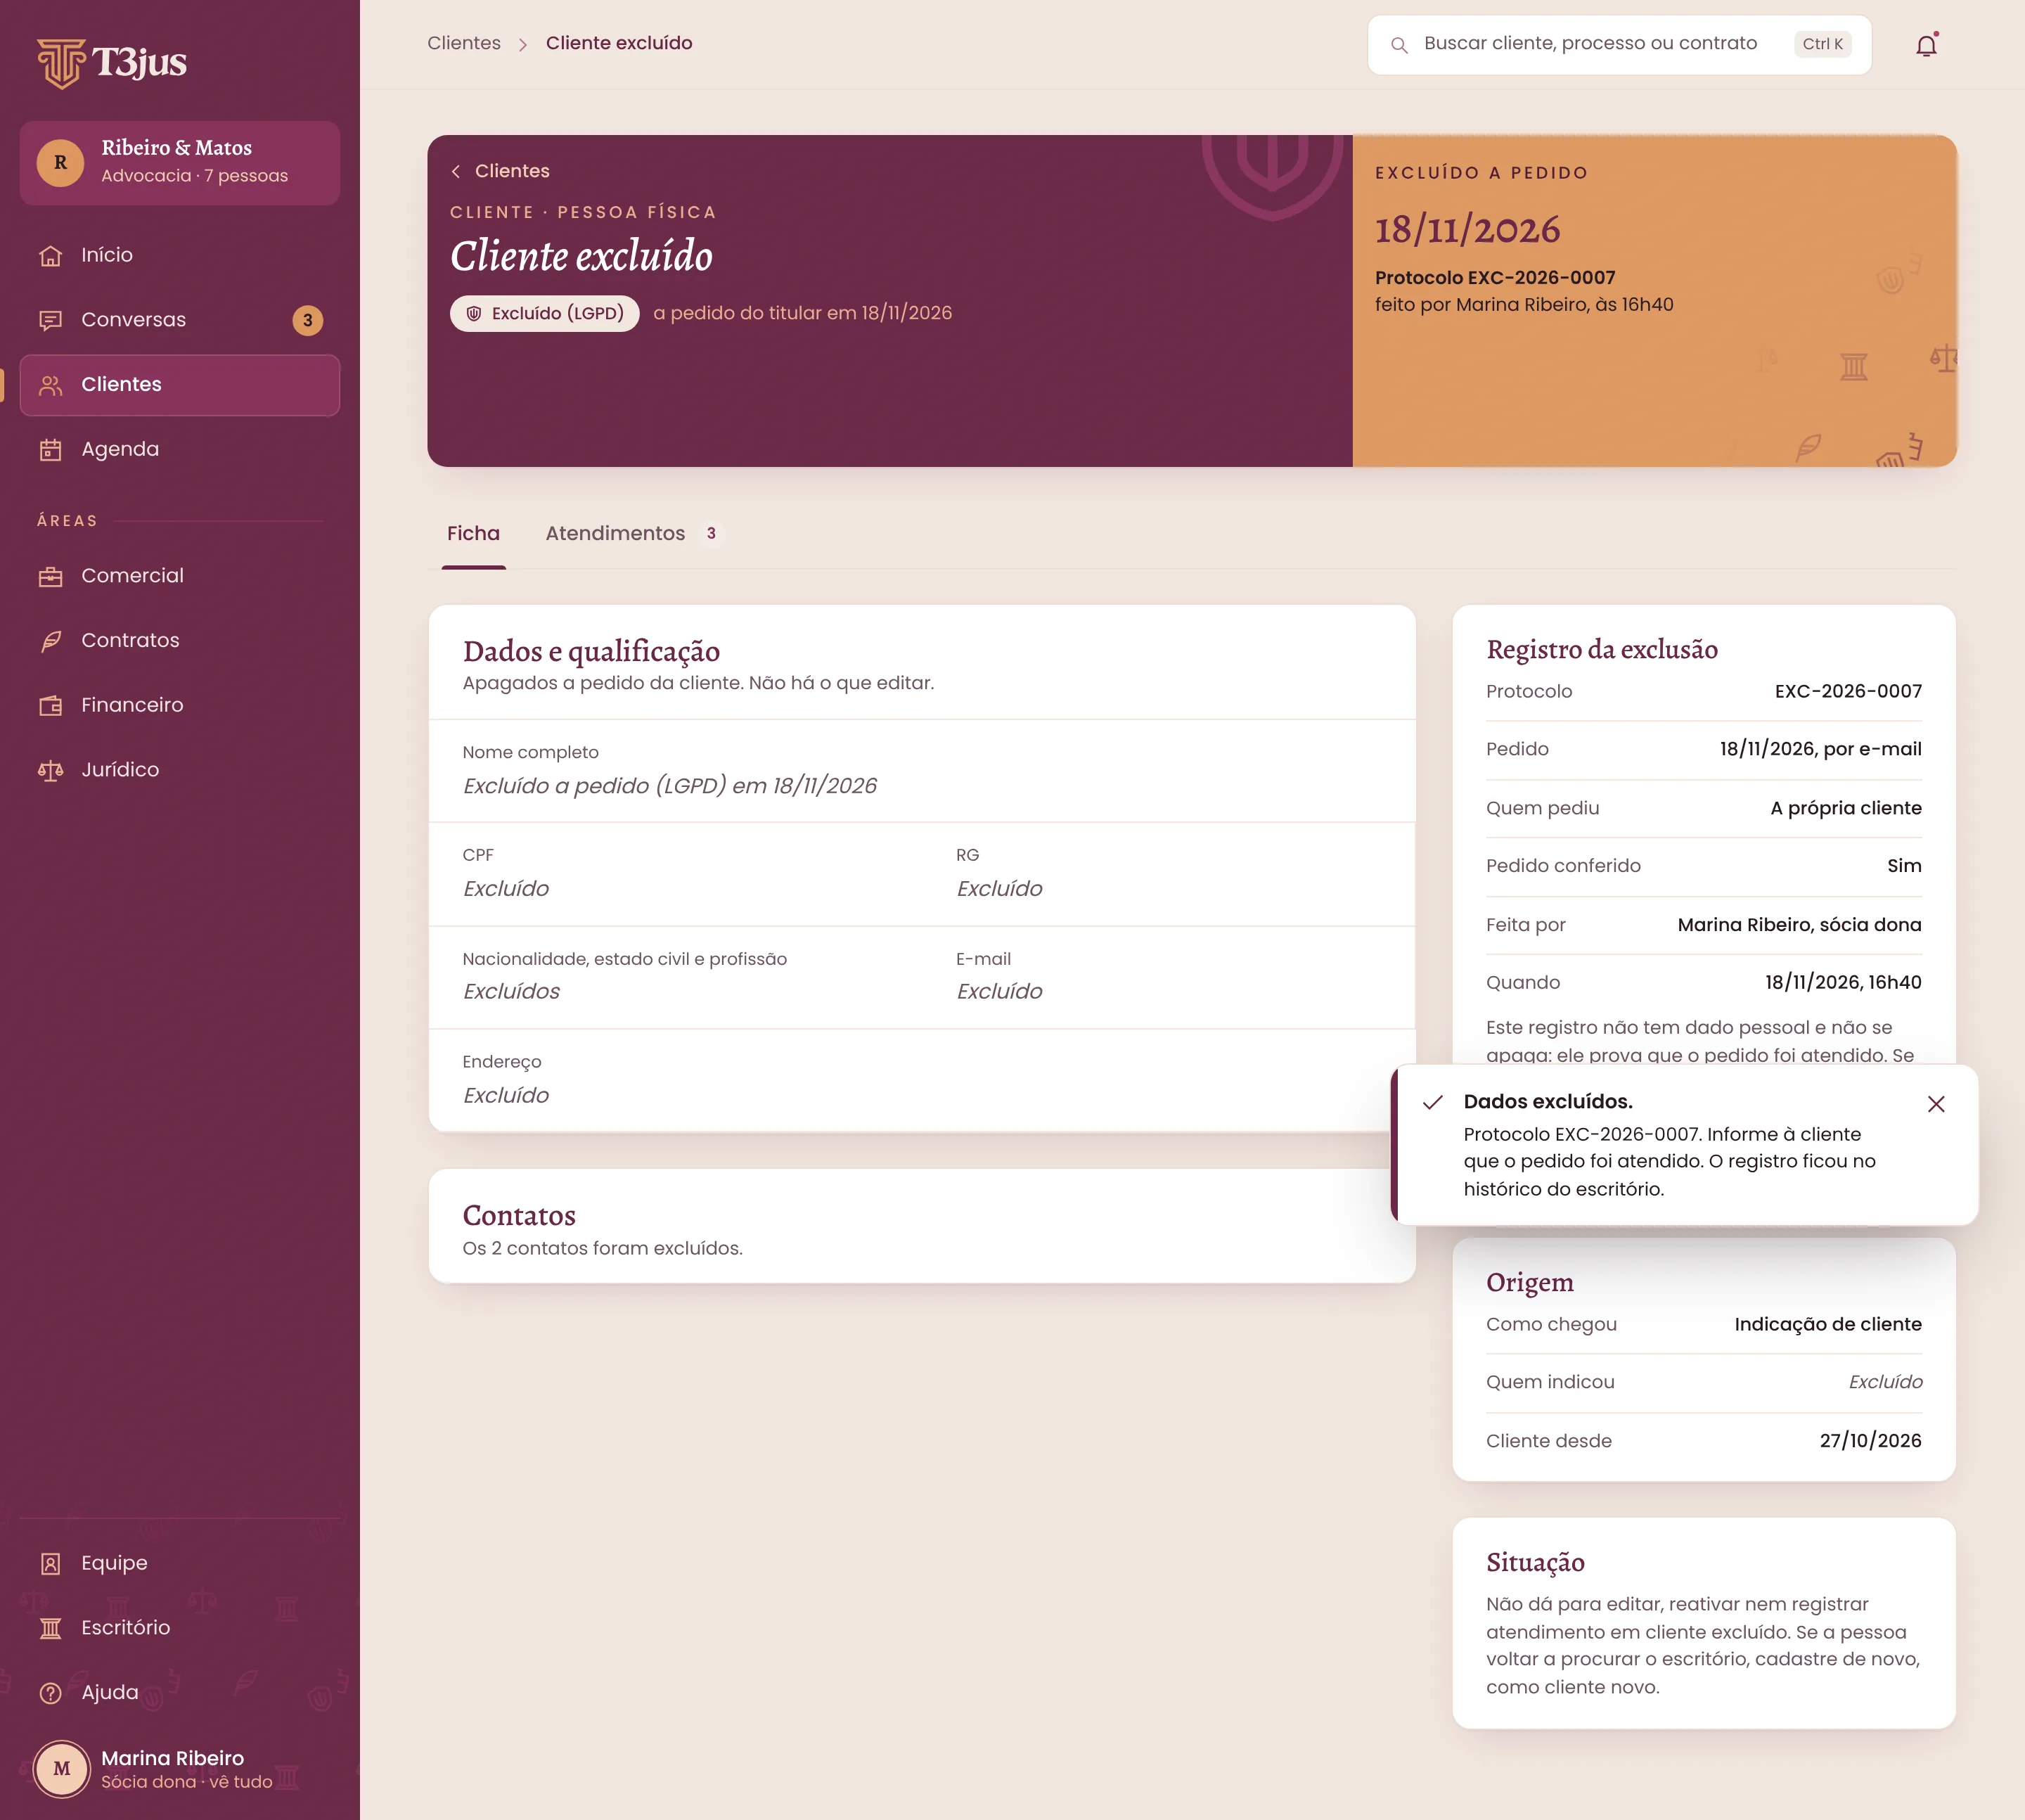 T3jus
R
Ribeiro & Matos
Advocacia · 7 pessoas
Início
Conversas
3
Clientes
Agenda
ÁREAS
Comercial
Contratos
Financeiro
Jurídico
Equipe
Escritório
Ajuda
M
Marina Ribeiro
Sócia dona · vê tudo
Clientes
Cliente excluído
Buscar cliente, processo ou contrato
Ctrl K
Clientes
CLIENTE · PESSOA FÍSICA
Cliente excluído
Excluído (LGPD)
a pedido do titular em 18/11/2026
EXCLUÍDO A PEDIDO
18/11/2026
Protocolo EXC-2026-0007
feito por Marina Ribeiro, às 16h40
Ficha
Atendimentos 3
Dados e qualificação
Apagados a pedido da cliente. Não há o que editar.
Nome completo
Excluído a pedido (LGPD) em 18/11/2026
CPF
Excluído
RG
Excluído
Nacionalidade, estado civil e profissão
Excluídos
E-mail
Excluído
Endereço
Excluído
Contatos
Os 2 contatos foram excluídos.
Registro da exclusão
Protocolo EXC-2026-0007
Pedido 18/11/2026, por e-mail
Quem pediu A própria cliente
Pedido conferido Sim
Feita por Marina Ribeiro, sócia dona
Quando 18/11/2026, 16h40
Este registro não tem dado pessoal e não se
apaga: ele prova que o pedido foi atendido. Se
Dados excluídos.
Protocolo EXC-2026-0007. Informe à cliente
que o pedido foi atendido. O registro ficou no
histórico do escritório.
Origem
Como chegou Indicação de cliente
Quem indicou Excluído
Cliente desde 27/10/2026
Situação
Não dá para editar, reativar nem registrar
atendimento em cliente excluído. Se a pessoa
voltar a procurar o escritório, cadastre de novo,
como cliente novo.